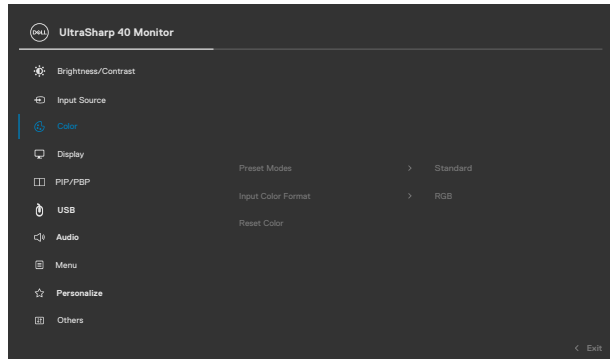 DELL UltraSharp 40 Monitor
Brightness/Contrast
Input Source
Color
Display
Preset Modes > Standard
PIP/PBP
Input Color Format > RGB
USB
Reset Color
Audio
Menu
Personalize
Others
< Exit